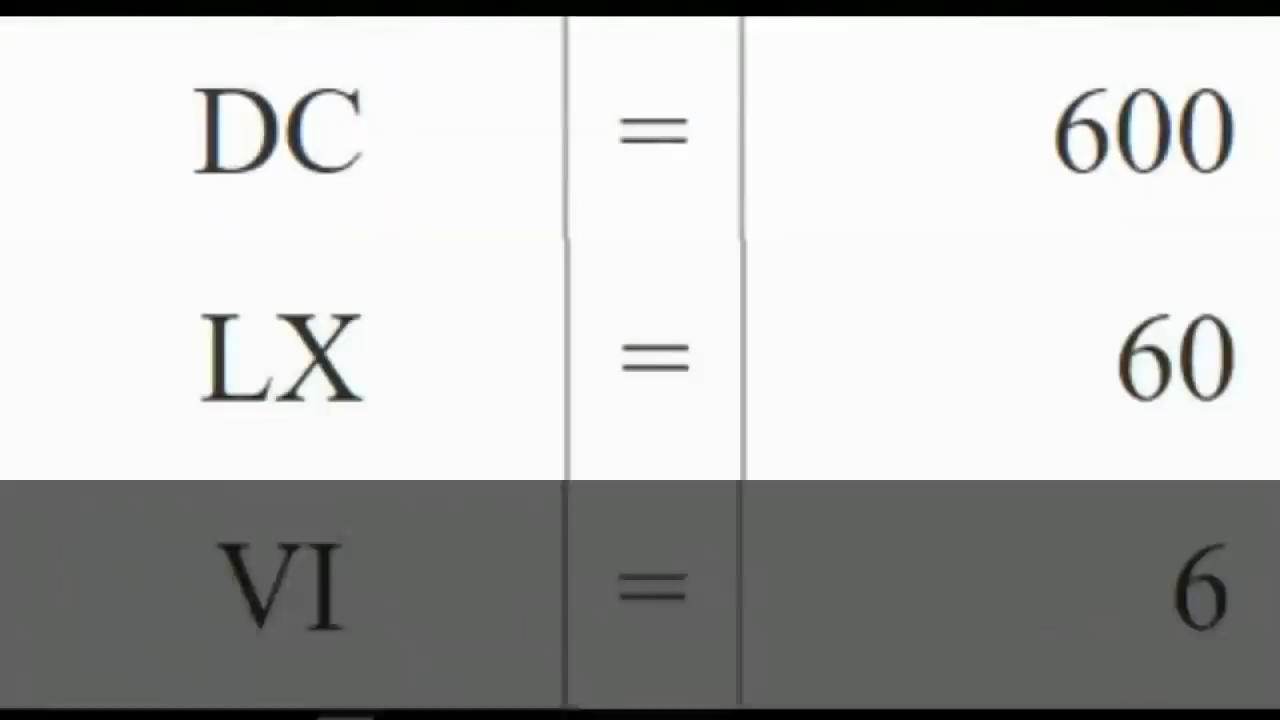 DC = 600
LX = 60
VI = 6